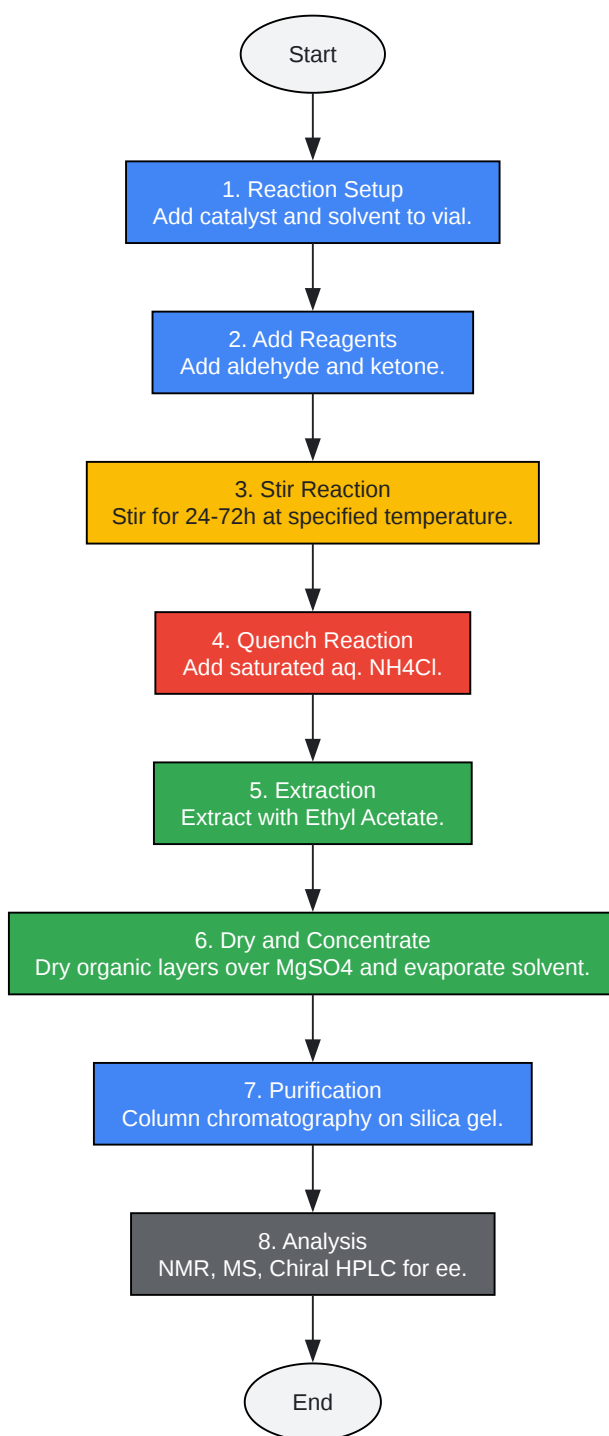 Start
1. Reaction Setup
Add catalyst and solvent to vial.
2. Add Reagents
Add aldehyde and ketone.
3. Stir Reaction
Stir for 24-72h at specified temperature.
4. Quench Reaction
Add saturated aq. NH4Cl.
5. Extraction
Extract with Ethyl Acetate.
6. Dry and Concentrate
Dry organic layers over MgSO4 and evaporate solvent.
7. Purification
Column chromatography on silica gel.
8. Analysis
NMR, MS, Chiral HPLC for ee.
End